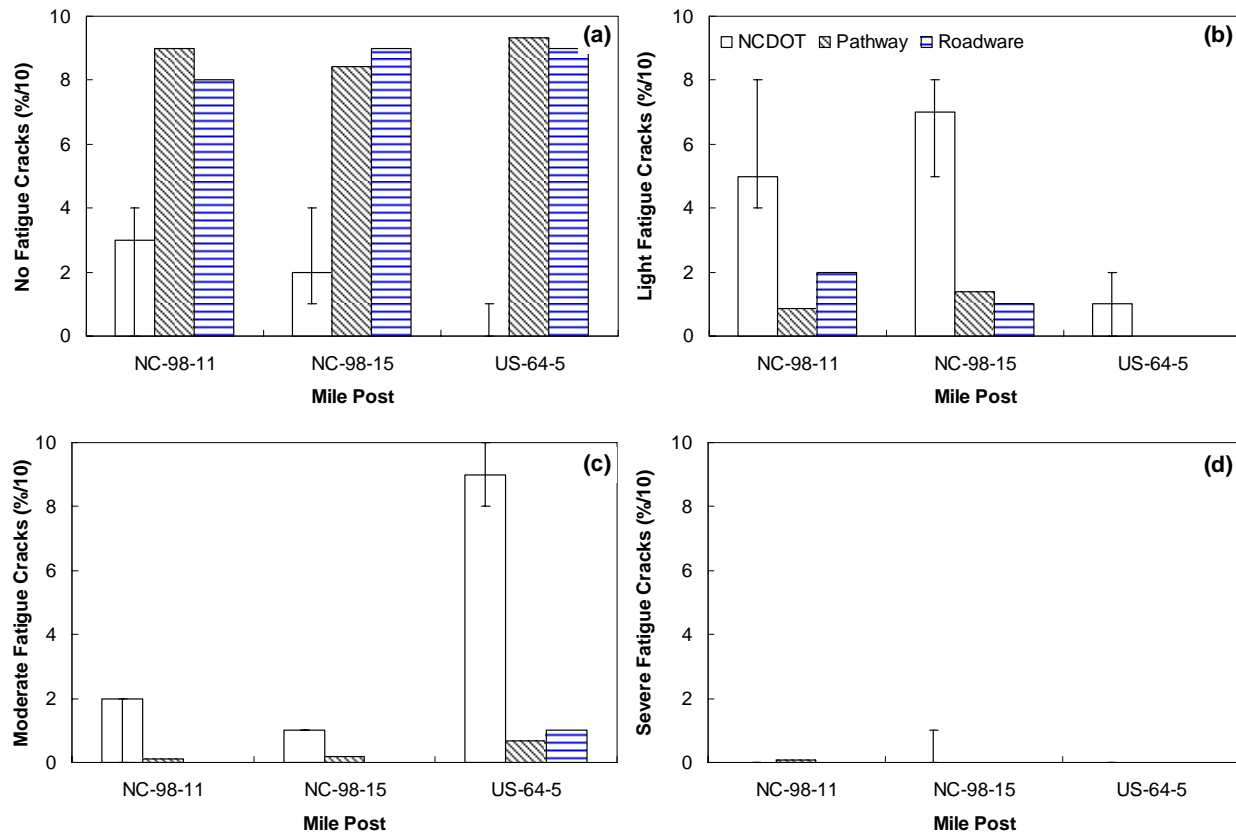 (a)
No Fatigue Cracks (%/10)
10
8
6
4
2
0
NC-98-11 NC-98-15 US-64-5
Mile Post
(b)
NCDOT Pathway Roadware
Light Fatigue Cracks (%/10)
10
8
6
4
2
0
NC-98-11 NC-98-15 US-64-5
Mile Post
(c)
Moderate Fatigue Cracks (%/10)
10
8
6
4
2
0
NC-98-11 NC-98-15 US-64-5
Mile Post
(d)
Severe Fatigue Cracks (%/10)
10
8
6
4
2
0
NC-98-11 NC-98-15 US-64-5
Mile Post